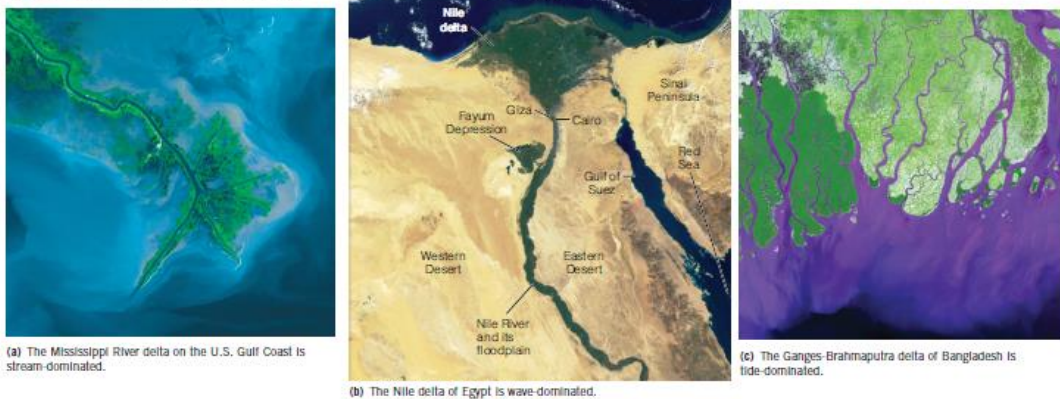 Nile
delta
Sinai
Peninsula
Giza
Cairo
Fayum
Depression
Red
Sea
Gulf of
Suez
Western
Desert
Eastern
Desert
Nile River
and its
floodplain
(a) The Mississippi River delta on the U.S. Gulf Coast is
stream-dominated.
(b) The Nile delta of Egypt is wave-dominated.
(c) The Ganges-Brahmaputra delta of Bangladesh is
tide-dominated.